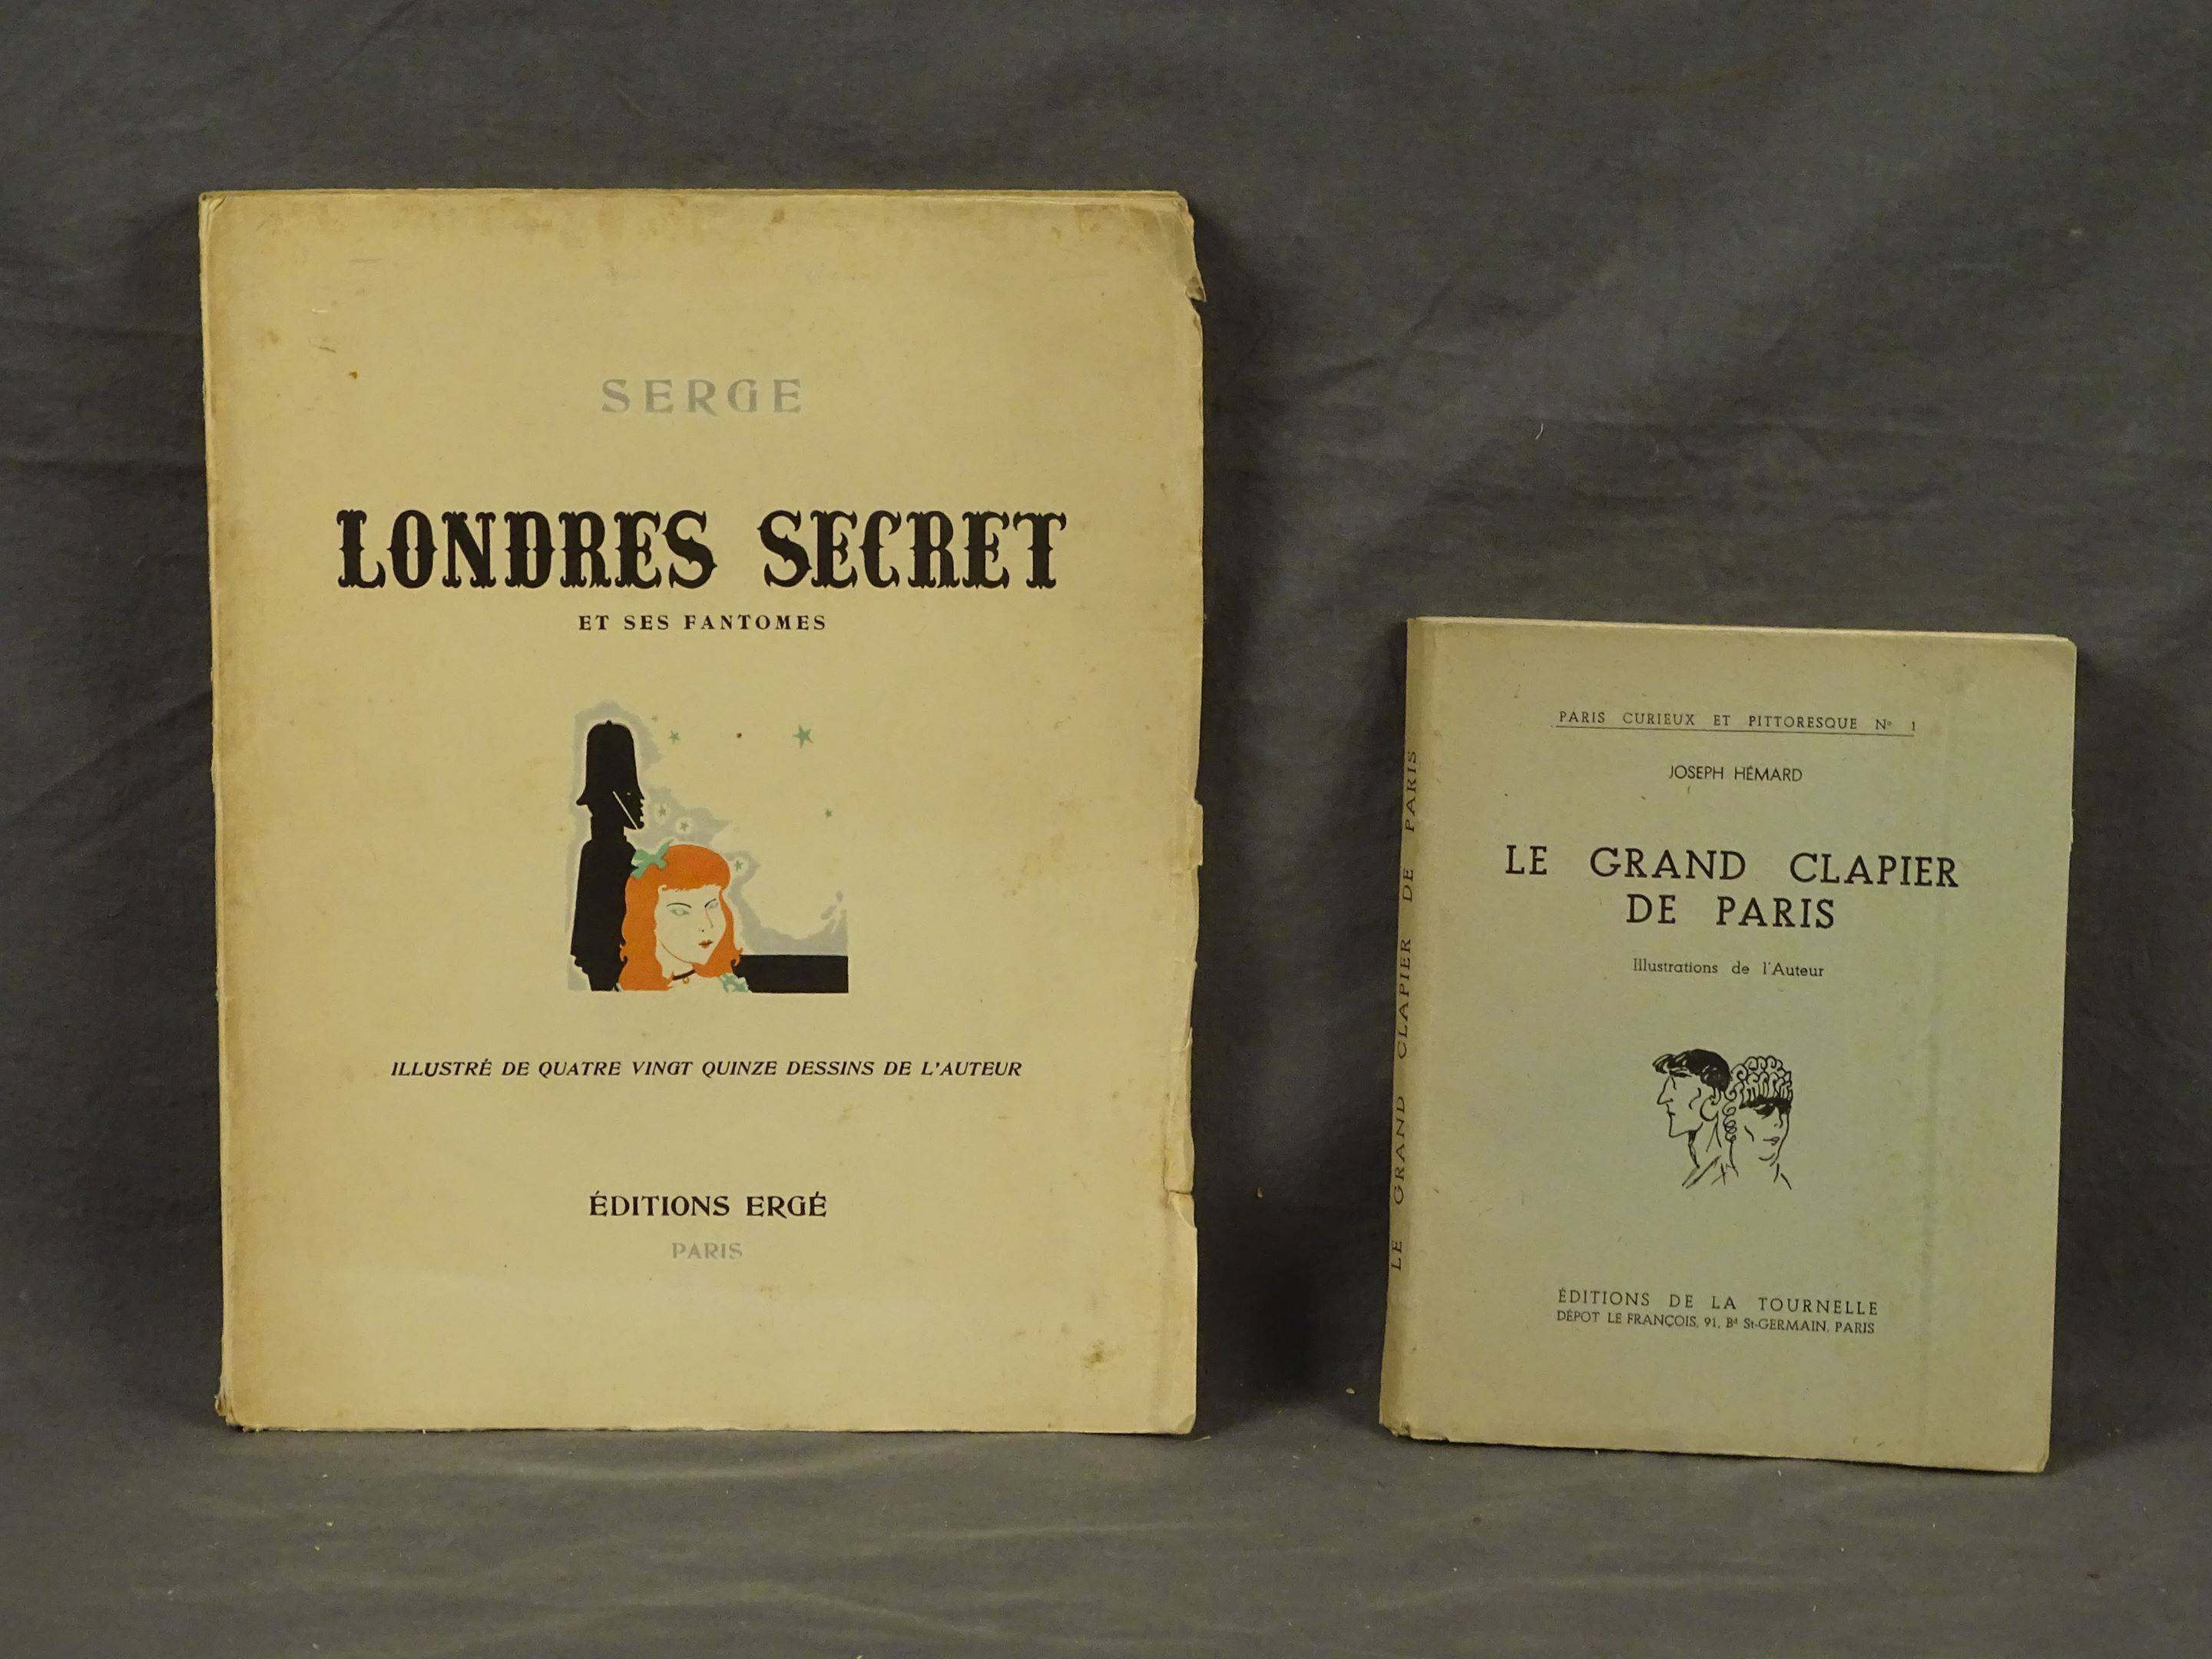 SERGE
LONDRES SECRET
ET SES FANTOMES
ILLUSTRÉ DE QUATRE VINGT QUINZE DESSINS DE L'AUTEUR
ÉDITIONS ERGÉ
PARIS
LE GRAND CLAPIER DE PARIS
PARIS CURIEUX ET PITTORESQUE Nº 1
JOSEPH HÉMARD
LE GRAND CLAPIER
DE PARIS
Illustrations de l'Auteur
ÉDITIONS DE LA TOURNELLE
DÉPOT LE FRANÇOIS, 91, Bd St-GERMAIN, PARIS